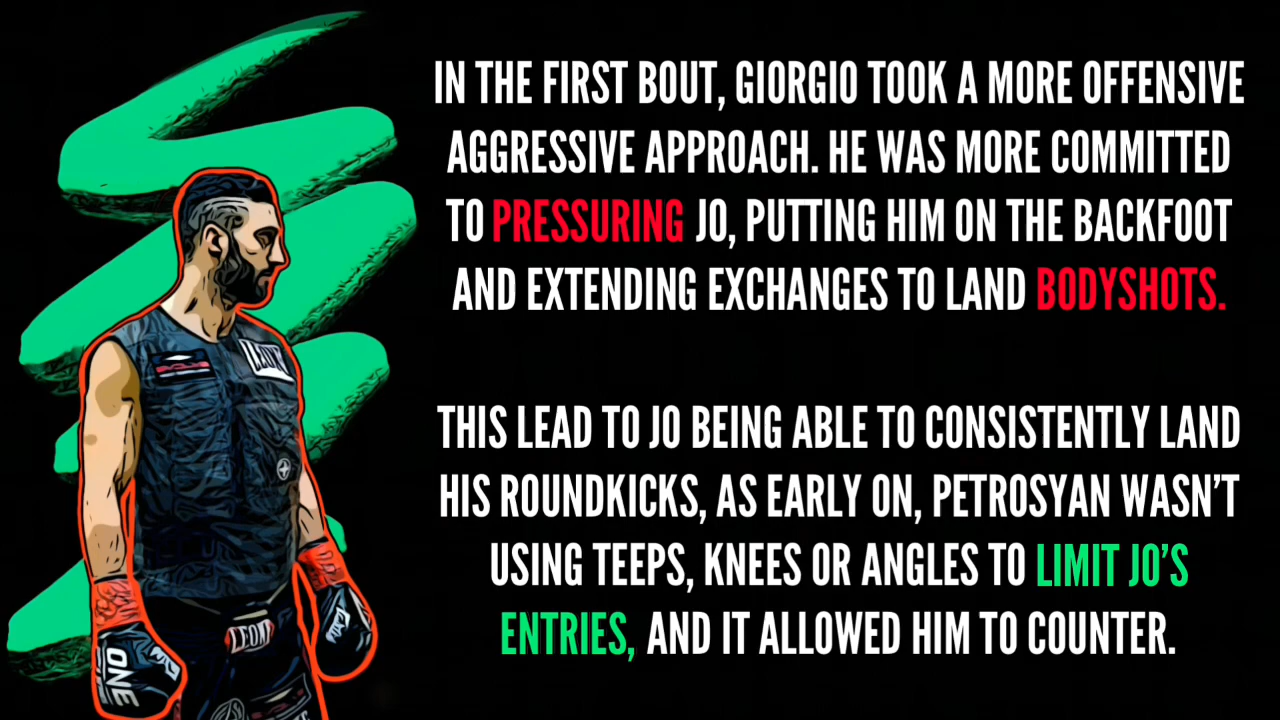 IN THE FIRST BOUT, GIORGIO TOOK A MORE OFFENSIVE
AGGRESSIVE APPROACH. HE WAS MORE COMMITTED
TO PRESSURING JO, PUTTING HIM ON THE BACKFOOT
AND EXTENDING EXCHANGES TO LAND BODYSHOTS.
THIS LEAD TO JO BEING ABLE TO CONSISTENTLY LAND
HIS ROUNDKICKS, AS EARLY ON, PETROSYAN WASN'T
USING TEEPS, KNEES OR ANGLES TO LIMIT JO'S
ENTRIES, AND IT ALLOWED HIM TO COUNTER.
LEONE
LEONE
ONE